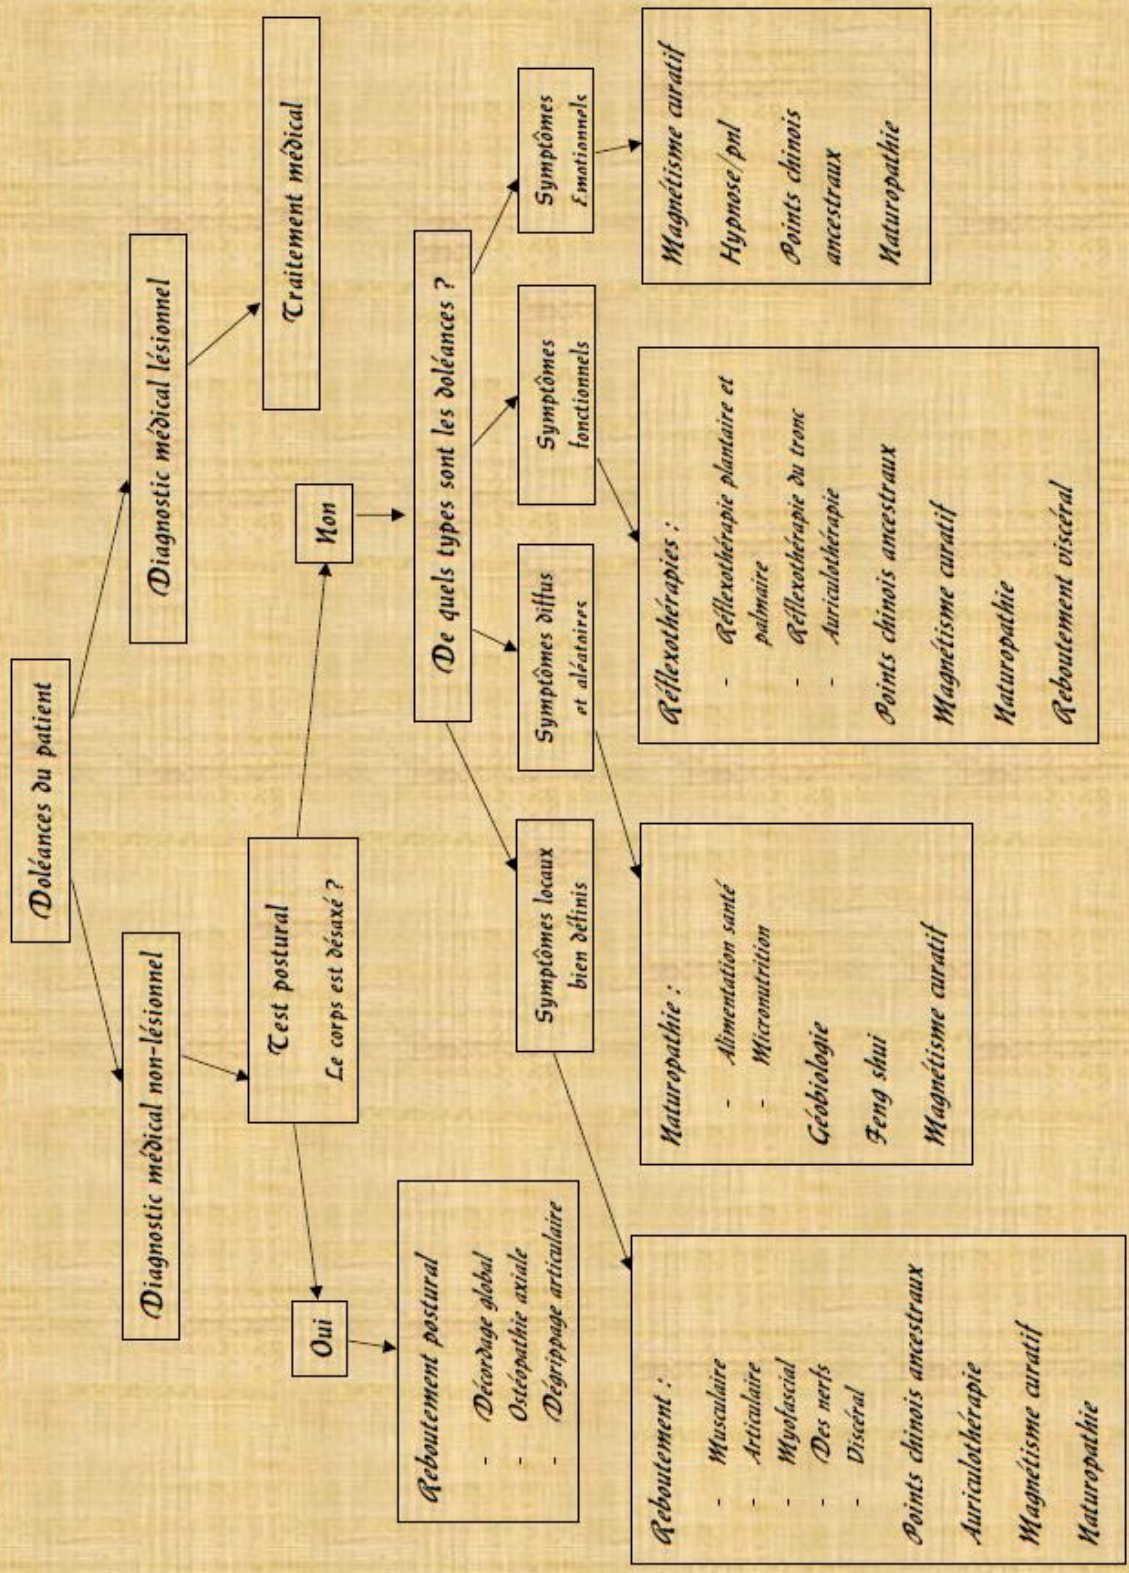 Doléances du patient
Diagnostic médical non-lésionnel
Diagnostic médical lésionnel
Test postural
Le corps est désaxé ?
Traitement médical
Oui
Non
Reboutement postural
- Décordage global
- Ostéopathie axiale
- Dégrippage articulaire
De quels types sont les doléances ?
Symptômes locaux
bien définis
Symptômes diffus
et aléatoires
Symptômes
fonctionnels
Symptômes
Emotionnels
Reboutement :
- Musculaire
- Articulaire
- Myofascial
- Des nerfs
- Viscéral
Points chinois ancestraux
Auriculothérapie
Magnétisme curatif
Naturopathie
Naturopathie :
- Alimentation santé
- Micronutrition
Géobiologie
Feng shui
Magnétisme curatif
Réflexothérapies :
- Réflexothérapie plantaire et
palmaire
- Réflexothérapie du tronc
- Auriculothérapie
Points chinois ancestraux
Magnétisme curatif
Naturopathie
Reboutement viscéral
Magnétisme curatif
Hypnose/pnl
Points chinois
ancestraux
Naturopathie